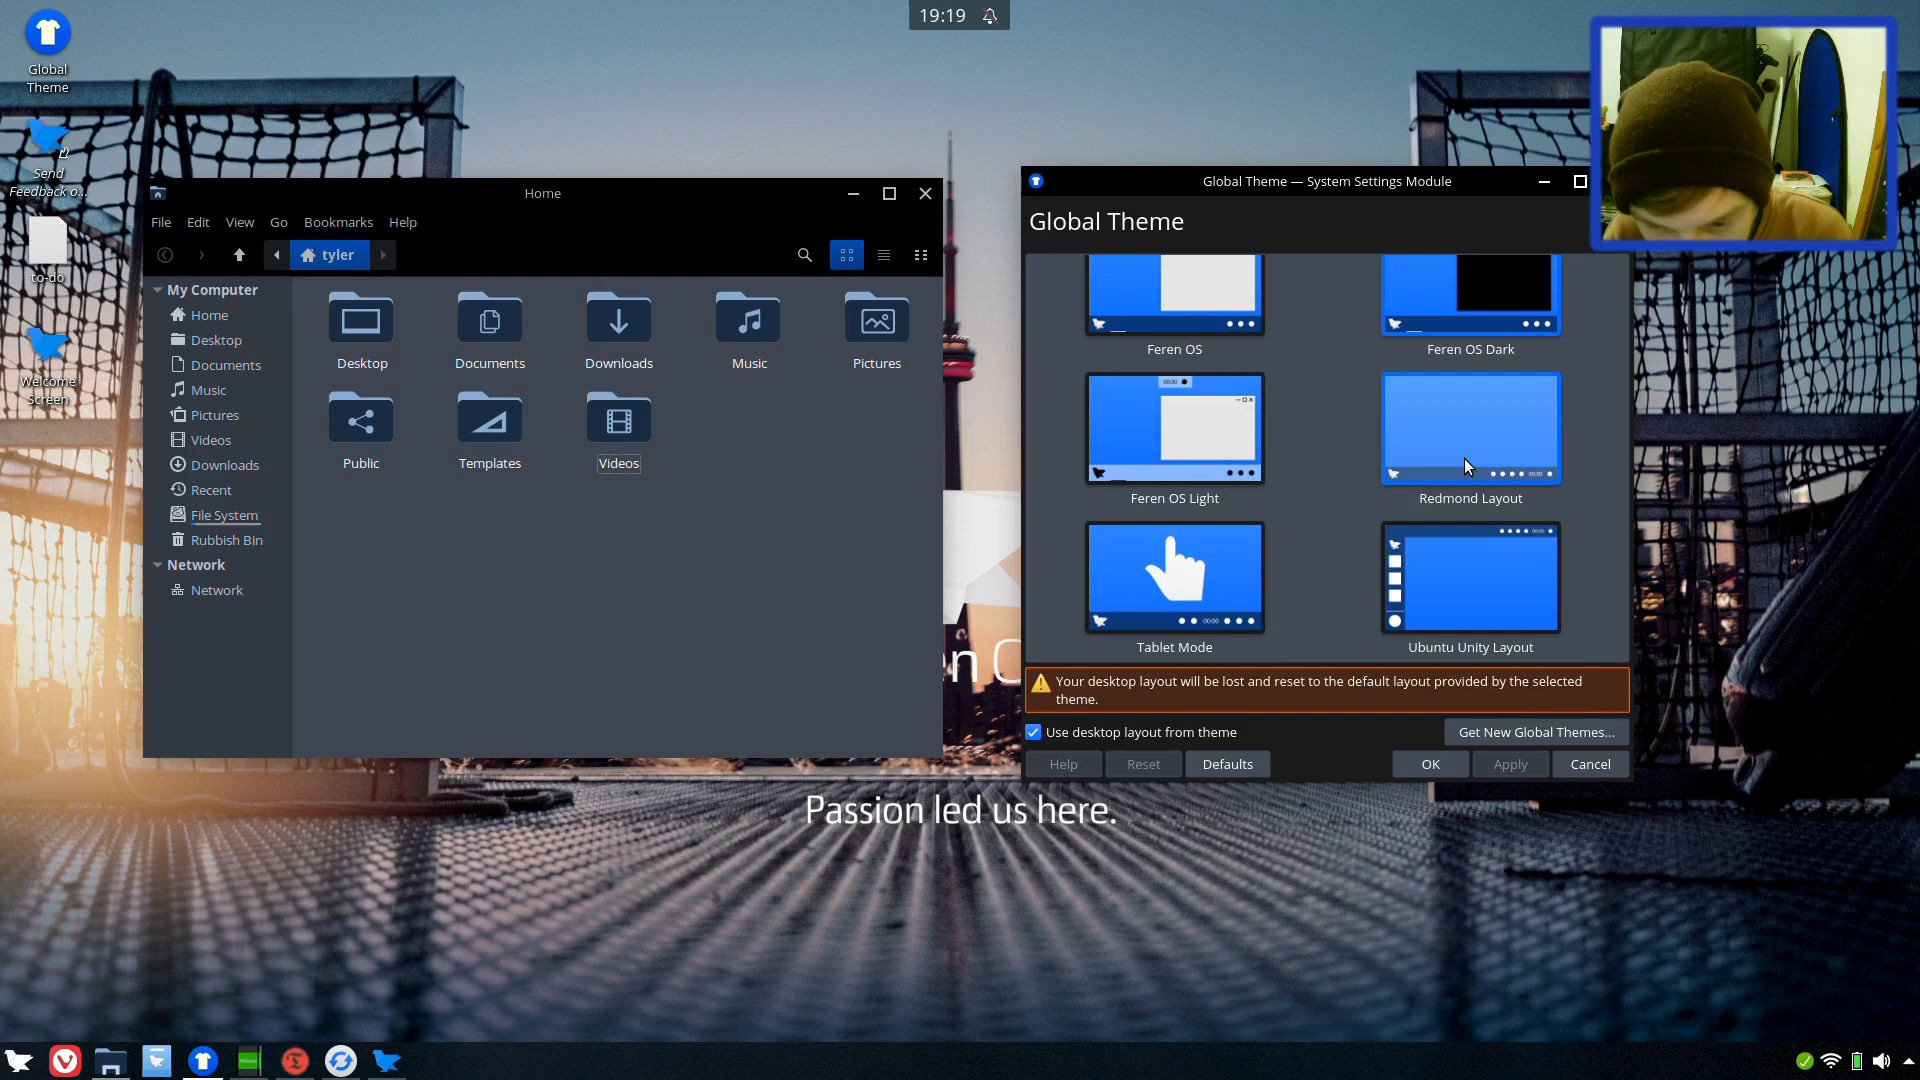 19:19
Global
Theme
Send
Feedback o...
to-do
Welcome
Screen
Home
File Edit View Go Bookmarks Help
tyler
My Computer
Home
Desktop
Documents
Music
Pictures
Videos
Downloads
Recent
File System
Rubbish Bin
Network
Network
Desktop
Documents
Downloads
Music
Pictures
Public
Templates
Videos
Global Theme — System Settings Module
Global Theme
Feren OS
Feren OS Dark
Feren OS Light
Redmond Layout
Tablet Mode
Ubuntu Unity Layout
Your desktop layout will be lost and reset to the default layout provided by the selected
theme.
Use desktop layout from theme
Get New Global Themes...
Help Reset Defaults OK Apply Cancel
Passion led us here.